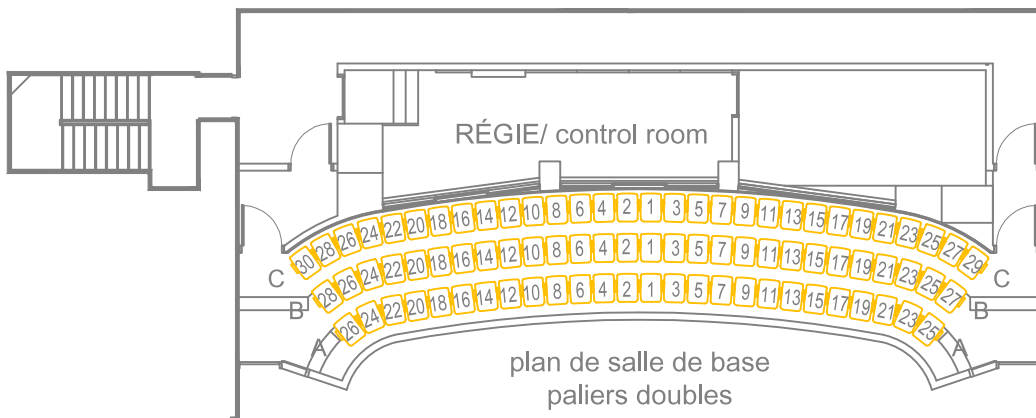 RÉGIE/ control room
30 28 26 24 22 20 18 16 14 12 10 8 6 4 2 1 3 5 7 9 11 13 15 17 19 21 23 25 27 29
C C
28 26 24 22 20 18 16 14 12 10 8 6 4 2 1 3 5 7 9 11 13 15 17 19 21 23 25 27
B B
26 24 22 20 18 16 14 12 10 8 6 4 2 1 3 5 7 9 11 13 15 17 19 21 23 25
A A
plan de salle de base
paliers doubles